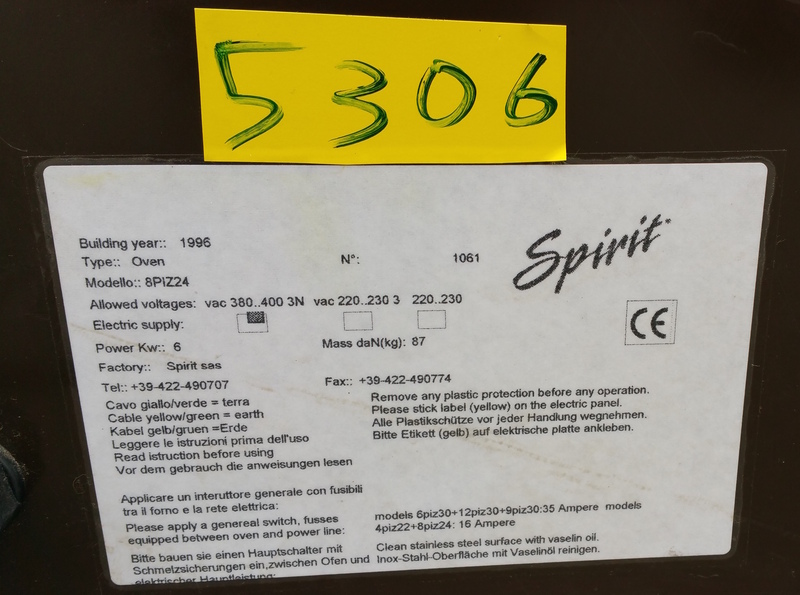 5306
Spirit
Building year:: 1996
Type:: Oven N°: 1061
Modello:: 8PIZ24
Allowed voltages: vac 380..400 3N vac 220..230 3 220..230
Electric supply:
CE
Power Kw:: 6 Mass daN(kg): 87
Factory:: Spirit sas
Tel:: +39-422-490707 Fax:: +39-422-490774
Cavo giallo/verde = terra
Cable yellow/green = earth
Kabel gelb/gruen =Erde
Leggere le istruzioni prima dell'uso
Read istruction before using
Vor dem gebrauch die anweisungen lesen
Remove any plastic protection before any operation.
Please stick label (yellow) on the electric panel.
Alle Plastikschütze vor jeder Handlung wegnehmen.
Bitte Etikett (gelb) auf elektrische platte ankleben.
Applicare un interuttore generale con fusibili
tra il forno e la rete elettrica:
Please apply a genereal switch, fusses
equipped between oven and power line:
Bitte bauen sie einen Hauptschalter mit
Schmelzsicherungen ein,zwischen Ofen und
elektrischer Hauptleistung:
models 6piz30+12piz30+9piz30:35 Ampere models
4piz22+8piz24: 16 Ampere
Clean stainless steel surface with vaselin oil.
Inox-Stahl-Oberfläche mit Vaselinöl reinigen.